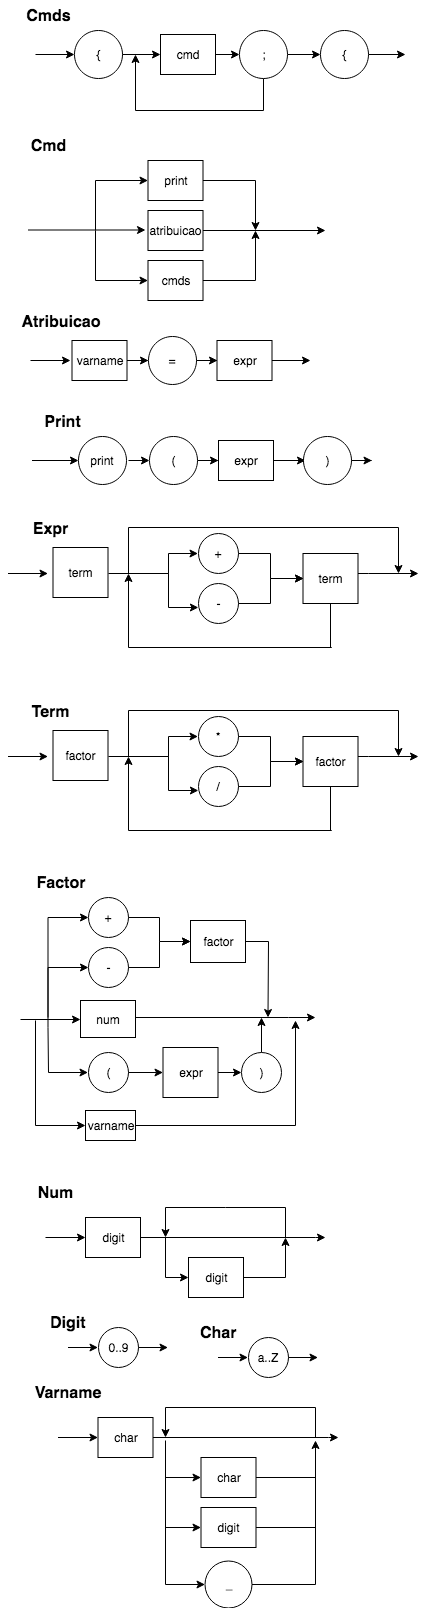 Cmds
{ cmd ; {
Cmd
print
atribuicao
cmds
Atribuicao
varname = expr
Print
print ( expr )
Expr
+
term term
-
Term
*
factor factor
/
Factor
+
factor
-
num
( expr )
varname
Num
digit
digit
Digit Char
0..9 a..Z
Varname
char
char
digit
_